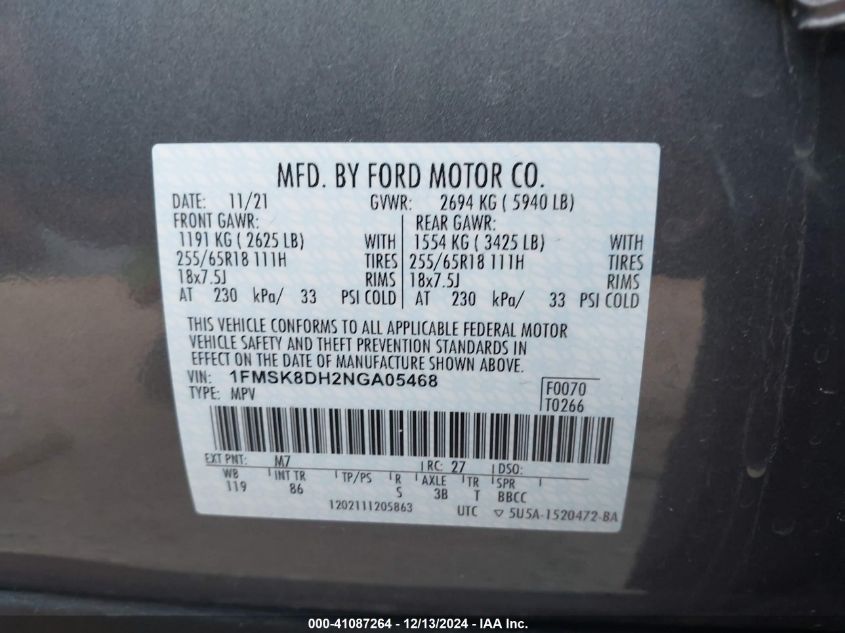 MFD. BY FORD MOTOR CO.
DATE: 11/21 GVWR: 2694 KG ( 5940 LB)
FRONT GAWR: REAR GAWR:
1191 KG ( 2625 LB) WITH 1554 KG ( 3425 LB) WITH
255/65R18 111H TIRES 255/65R18 111H TIRES
18x7.5J RIMS 18x7.5J RIMS
AT 230 kPa/ 33 PSI COLD AT 230 kPa/ 33 PSI COLD
THIS VEHICLE CONFORMS TO ALL APPLICABLE FEDERAL MOTOR
VEHICLE SAFETY AND THEFT PREVENTION STANDARDS IN
EFFECT ON THE DATE OF MANUFACTURE SHOWN ABOVE.
VIN: 1FMSK8DH2NGA05468 F0070
TYPE: MPV T0266
EXT PNT: M7 RC: 27 DSO:
WB INT TR TP/PS R AXLE TR SPR
119 86 S 3B T BBCC
1202111205863 UTC ▽ 5U5A-1520472-BA
000-41087264 - 12/13/2024 - IAA Inc.